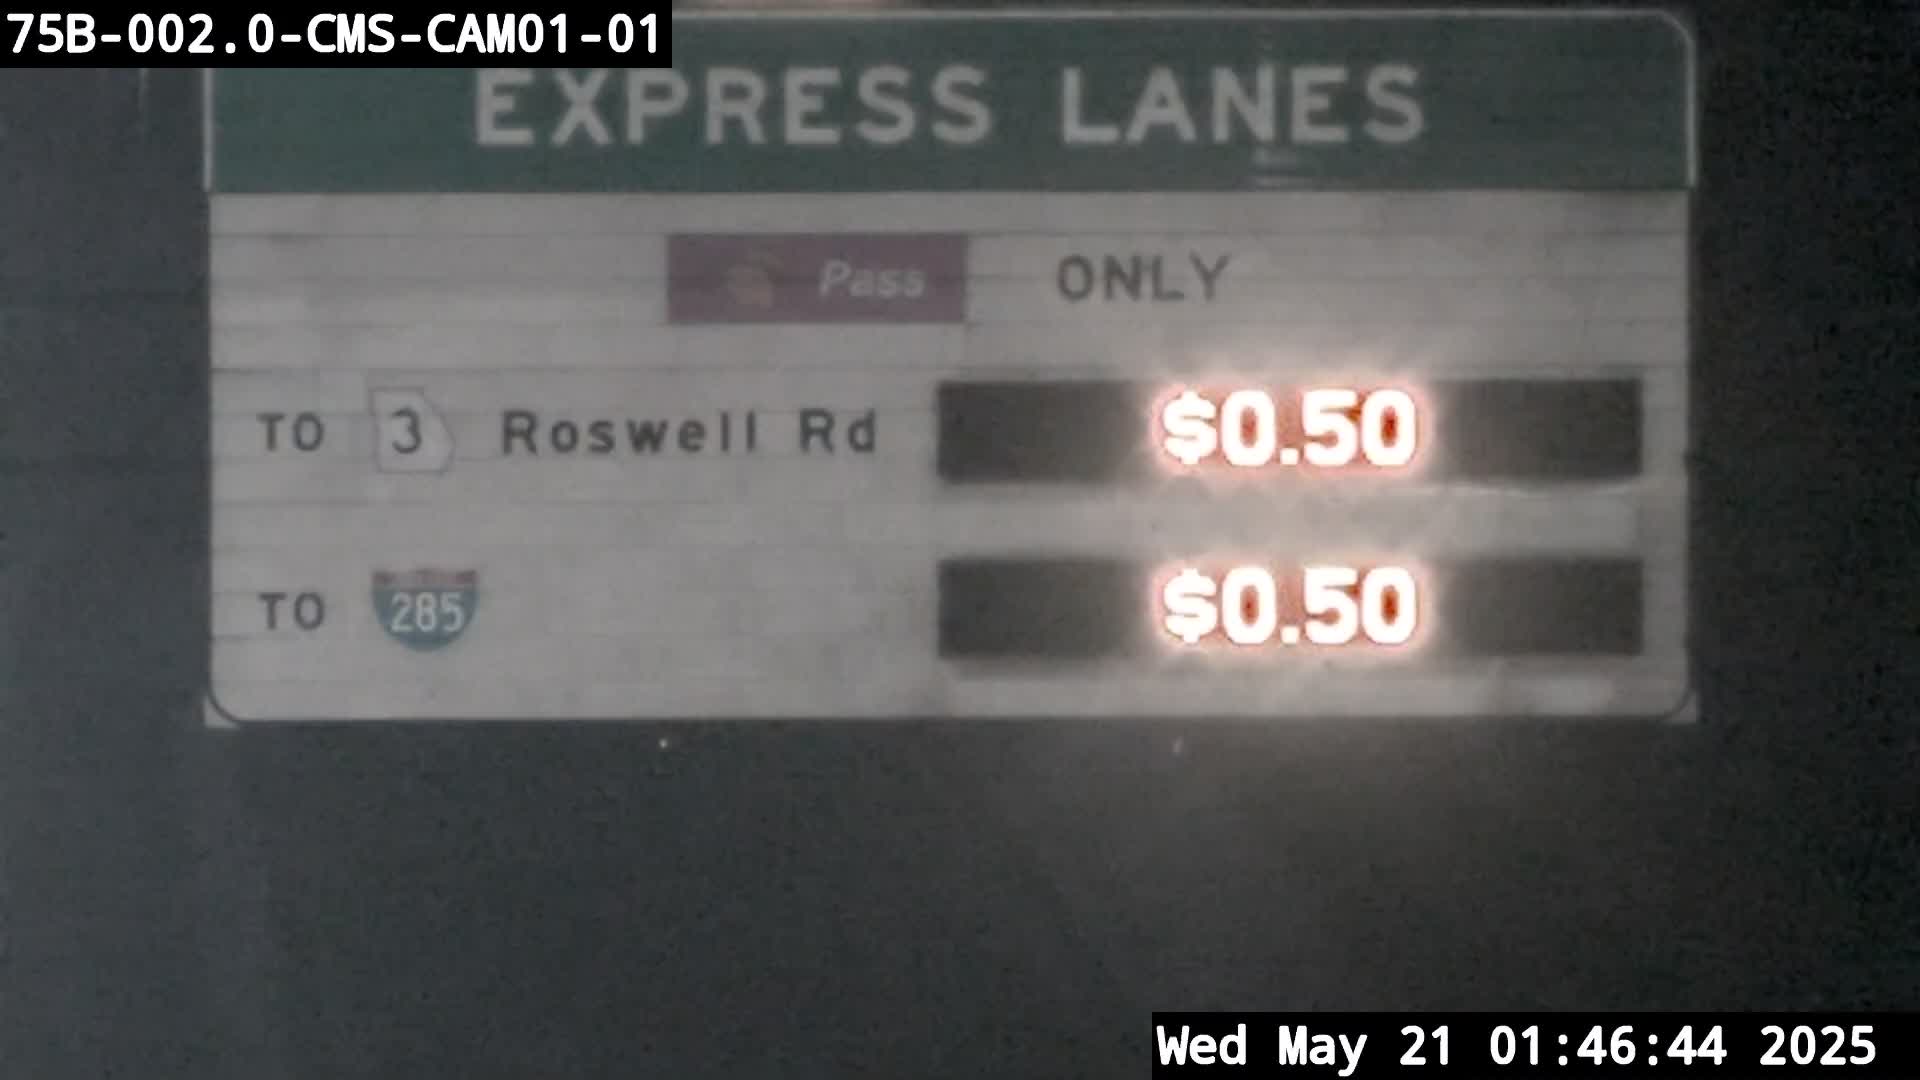 75B-002.0-CMS-CAM01-01
EXPRESS LANES
Pass ONLY
TO 3 Roswell Rd $0.50
TO 285 $0.50
Wed May 21 01:46:44 2025